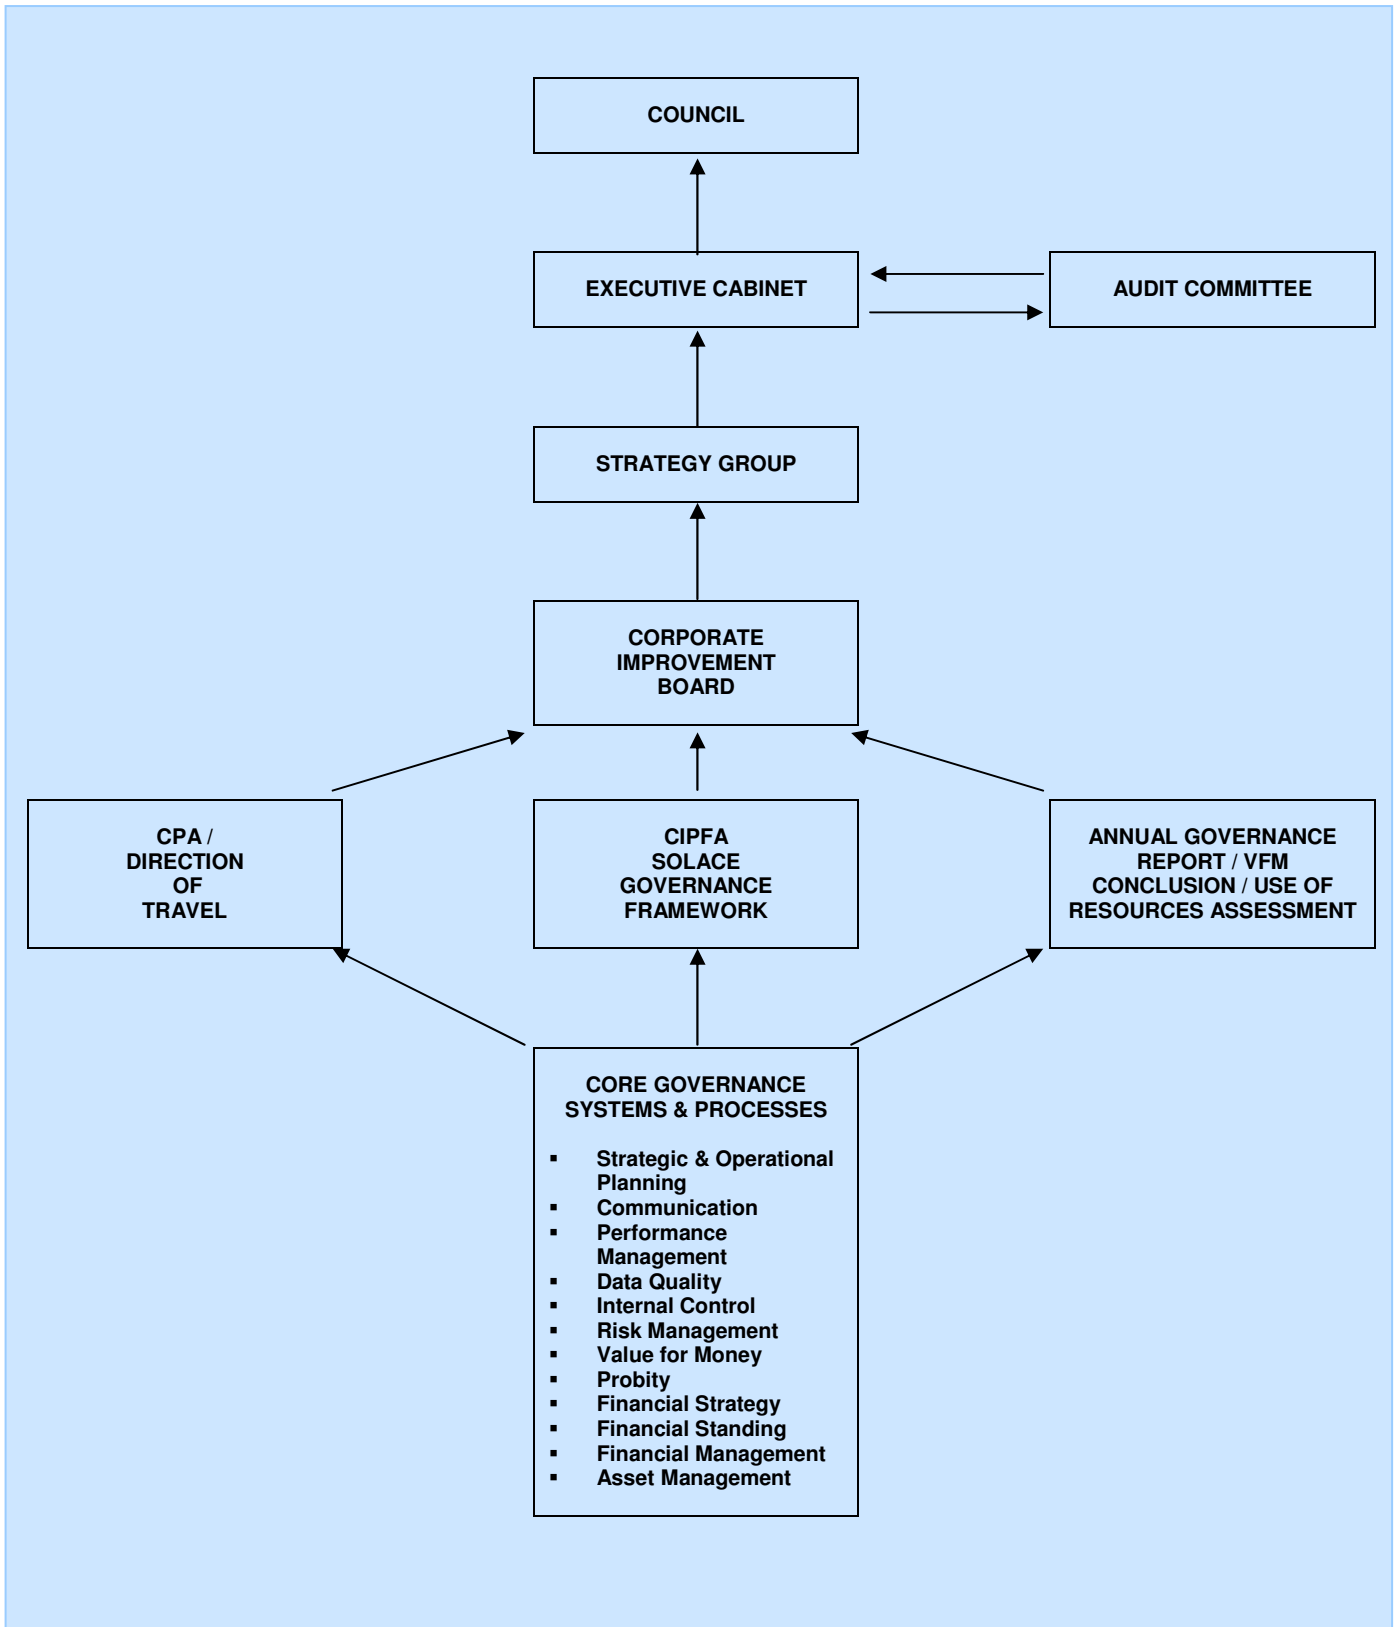 COUNCIL
EXECUTIVE CABINET
AUDIT COMMITTEE
STRATEGY GROUP
CORPORATE
IMPROVEMENT
BOARD
CPA /
DIRECTION
OF
TRAVEL
CIPFA
SOLACE
GOVERNANCE
FRAMEWORK
ANNUAL GOVERNANCE
REPORT / VFM
CONCLUSION / USE OF
RESOURCES ASSESSMENT
CORE GOVERNANCE
SYSTEMS & PROCESSES
▪ Strategic & Operational
Planning
▪ Communication
▪ Performance
Management
▪ Data Quality
▪ Internal Control
▪ Risk Management
▪ Value for Money
▪ Probity
▪ Financial Strategy
▪ Financial Standing
▪ Financial Management
▪ Asset Management